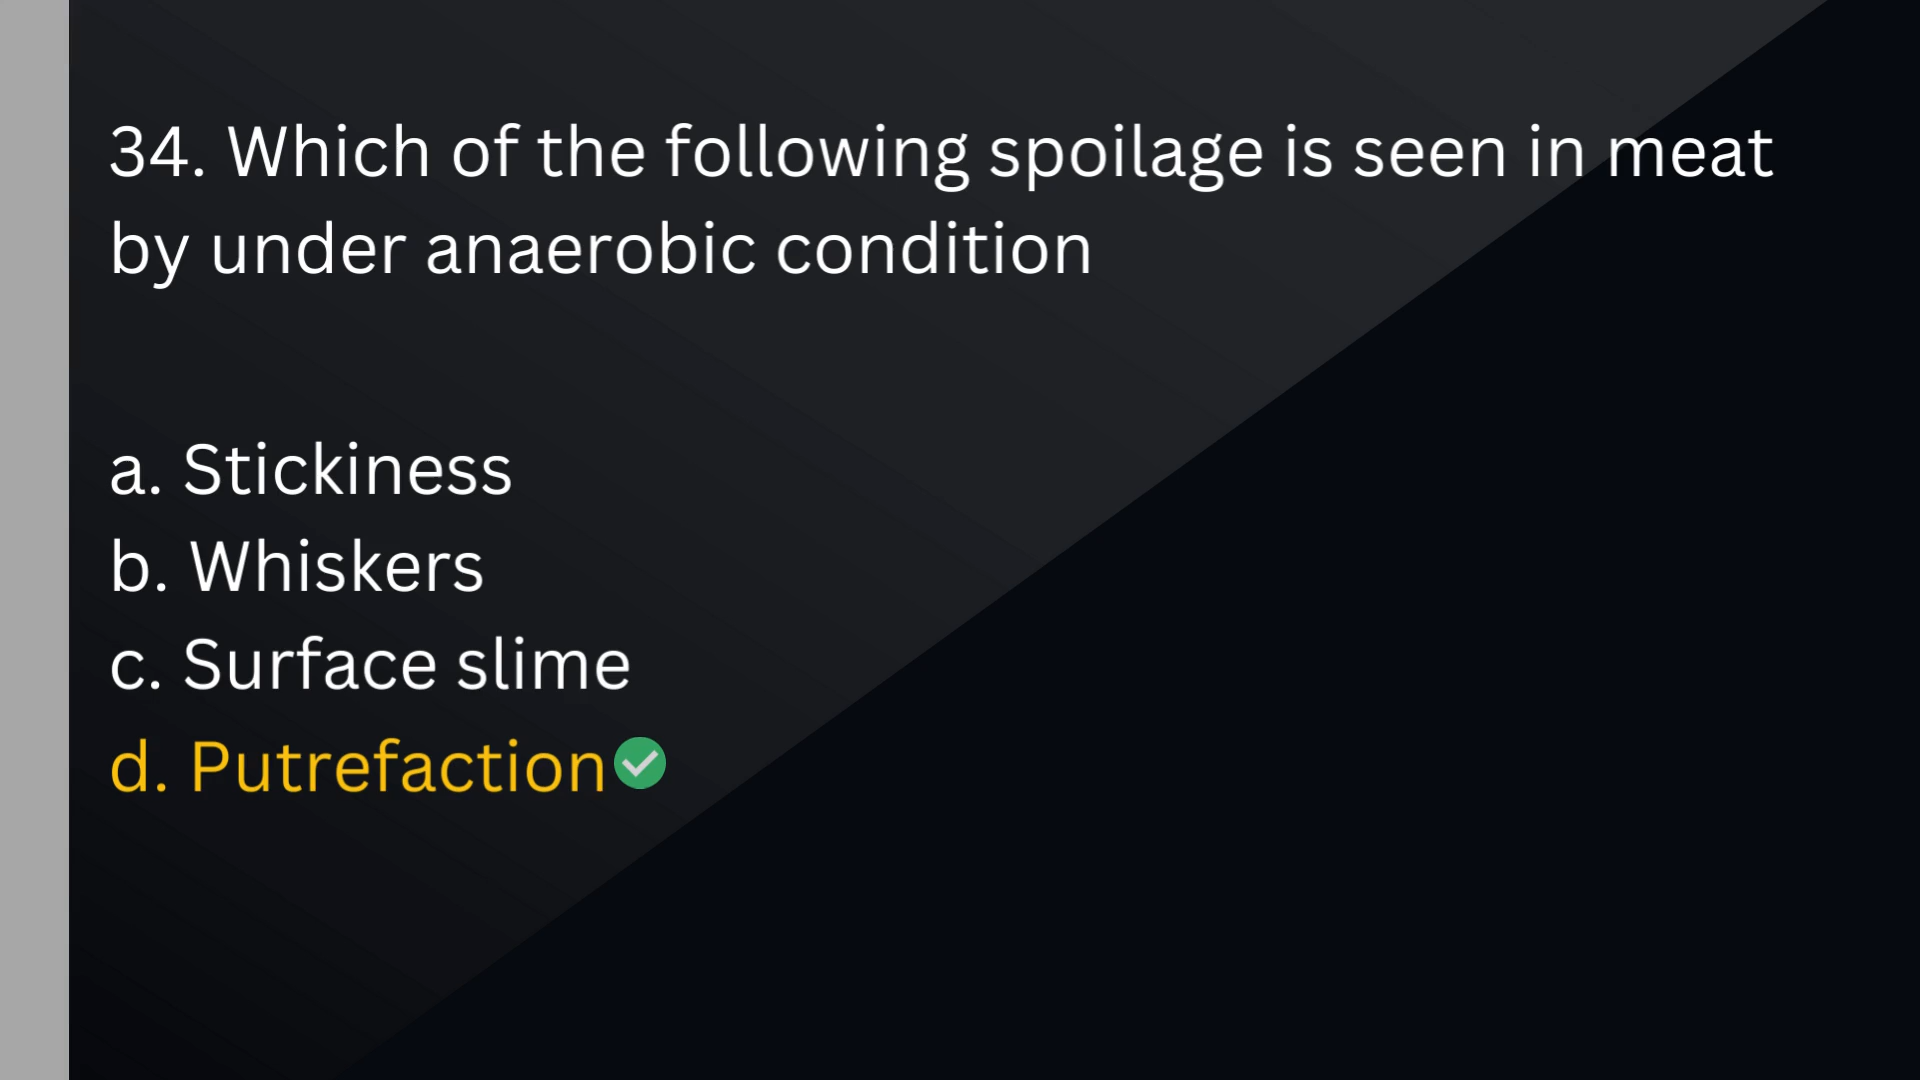 34. Which of the following spoilage is seen in meat
by under anaerobic condition
a. Stickiness
b. Whiskers
c. Surface slime
d. Putrefaction